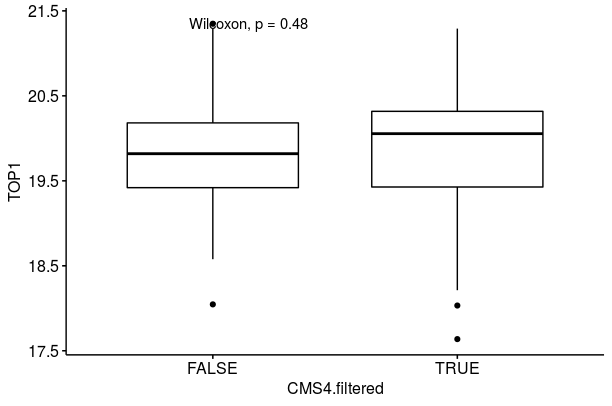 21.5
Wilcoxon, p = 0.48
20.5
19.5
18.5
17.5
TOP1
FALSE TRUE
CMS4.filtered